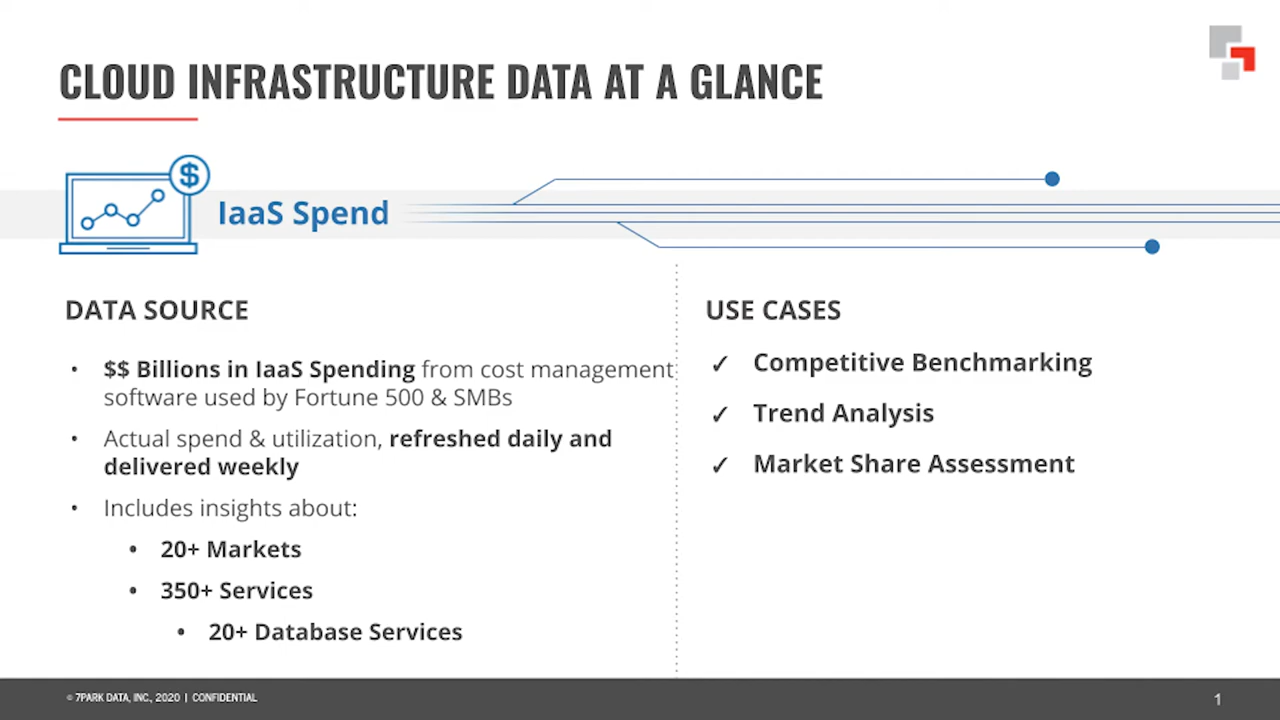 CLOUD INFRASTRUCTURE DATA AT A GLANCE
$
IaaS Spend
DATA SOURCE
• $$ Billions in IaaS Spending from cost management
software used by Fortune 500 & SMBs
• Actual spend & utilization, refreshed daily and
delivered weekly
• Includes insights about:
• 20+ Markets
• 350+ Services
• 20+ Database Services
USE CASES
✓ Competitive Benchmarking
✓ Trend Analysis
✓ Market Share Assessment
© 7PARK DATA, INC., 2020 | CONFIDENTIAL
1